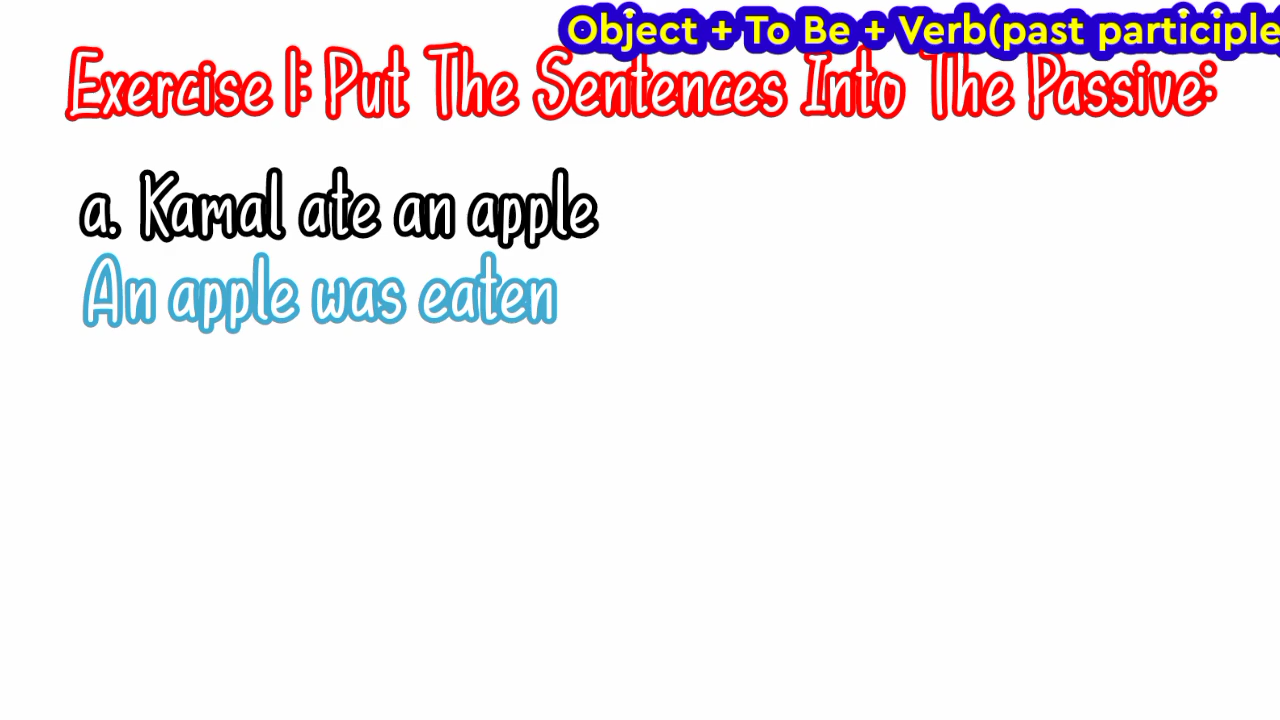 Object + To Be + Verb(past participle
Exercise 1: Put The Sentences Into The Passive:
a. Kamal ate an apple
An apple was eaten